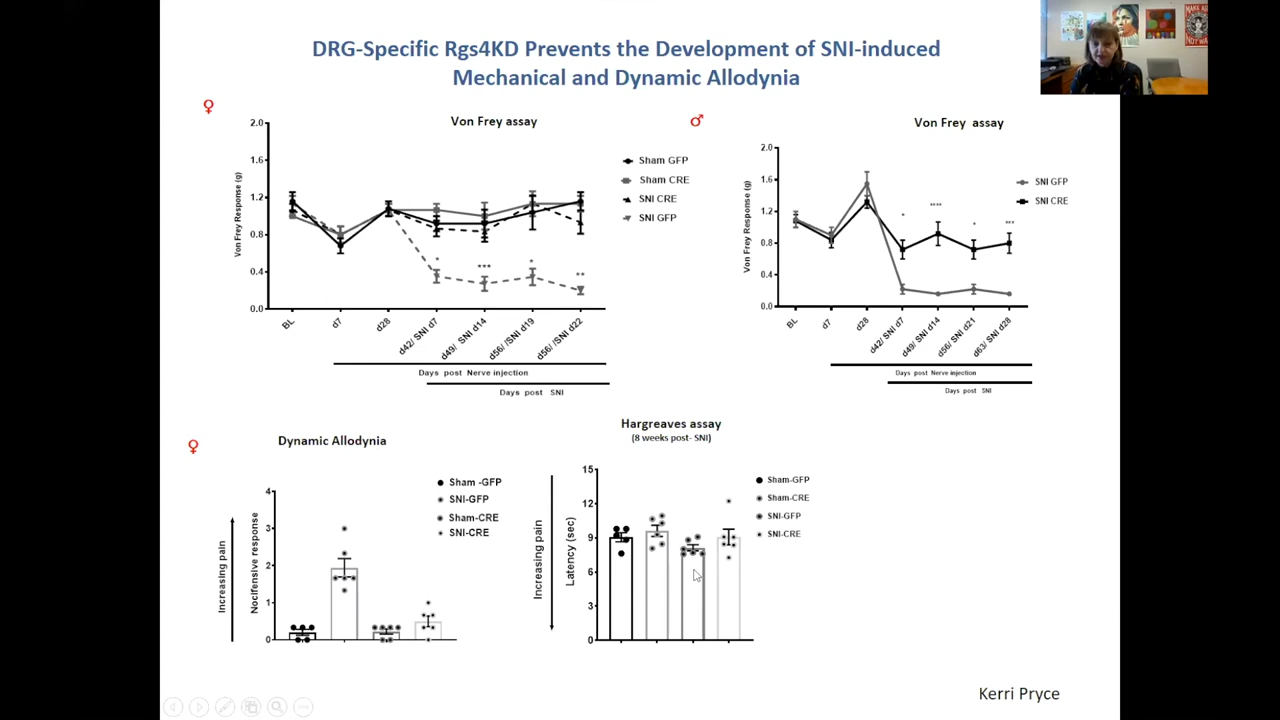 DRG-Specific Rgs4KD Prevents the Development of SNI-induced
Mechanical and Dynamic Allodynia
♀
Von Frey assay
2.0
1.6
1.2
0.8
0.4
0.0
Von Frey Response (g)
Sham GFP
Sham CRE
SNI CRE
SNI GFP
*
***
*
**
BL
d7
d28
d42/ SNI d7
d49/ SNI d14
d56/ /SNI d19
d56/ /SNI d22
Days post Nerve injection
Days post SNI
♂
Von Frey assay
2.0
1.6
1.2
0.8
0.4
0.0
Von Frey Response (g)
SNI GFP
SNI CRE
*
****
*
***
BL
d7
d28
d42/ SNI d7
d49/ SNI d14
d56/ SNI d21
d63/ SNI d28
Days post Nerve injection
Days post SNI
♀
Dynamic Allodynia
Increasing pain
Nocifensive response
4
3
2
1
0
Sham -GFP
SNI-GFP
Sham-CRE
SNI-CRE
Hargreaves assay
(8 weeks post- SNI)
Increasing pain
Latency (sec)
15
12
9
6
3
0
Sham-GFP
Sham-CRE
SNI-GFP
SNI-CRE
Kerri Pryce